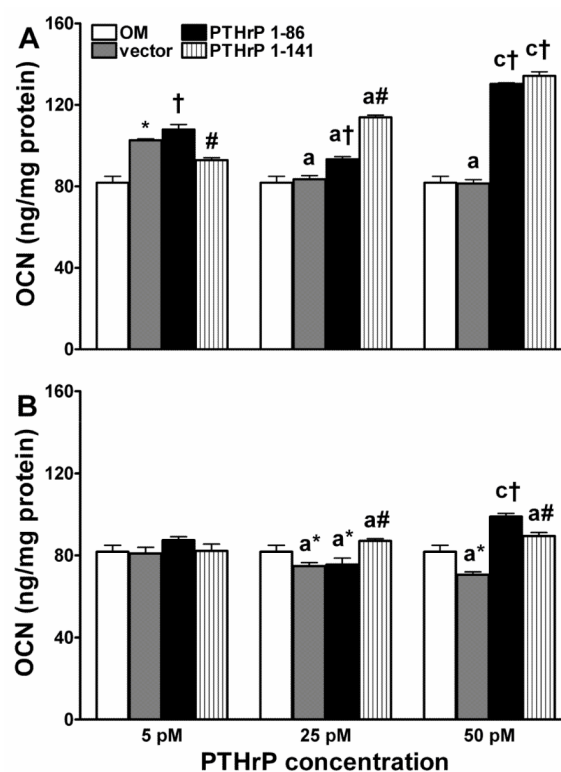 A
160
OM
PTHrP 1-86
vector
PTHrP 1-141
c† c†
120
* † #
a a† a#
a
80
40
0
OCN (ng/mg protein)
B
160
120
c†
a* a* a#
a* a#
80
40
0
OCN (ng/mg protein)
5 pM 25 pM 50 pM
PTHrP concentration